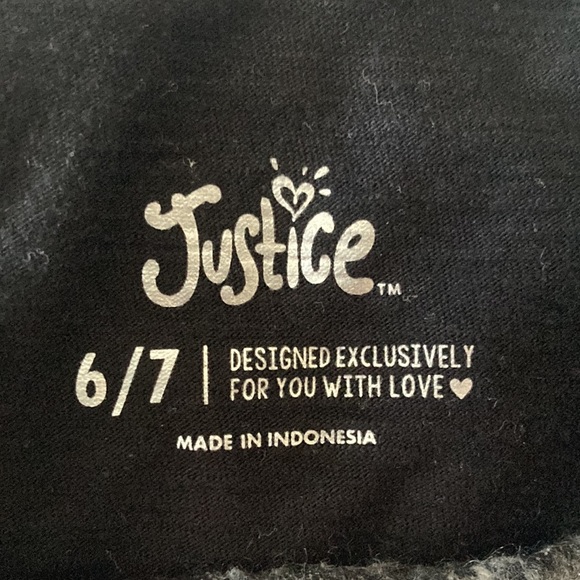 Justice™
6/7 | DESIGNED EXCLUSIVELY
FOR YOU WITH LOVE ♥
MADE IN INDONESIA